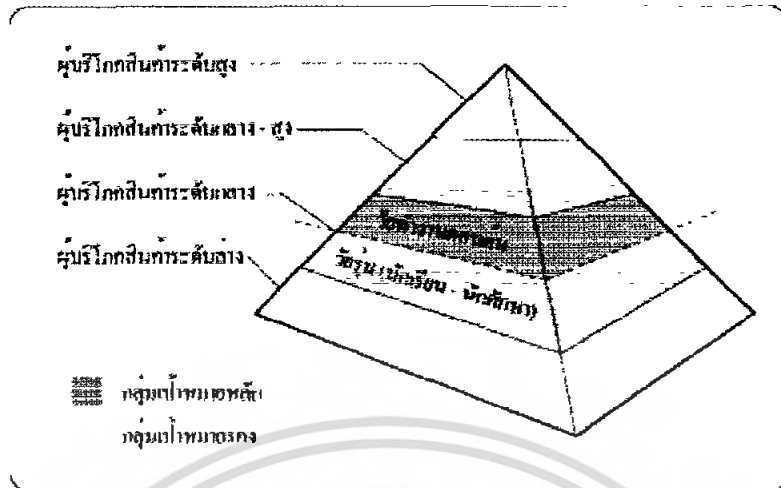 ผู้บริโภคสินค้าระดับสูง
ผู้บริโภคสินค้าระดับกลาง - สูง
ผู้บริโภคสินค้าระดับกลาง
ผู้บริโภคสินค้าระดับล่าง
วัยทำงานตอนต้น
วัยรุ่น (นักเรียน - นักศึกษา)
กลุ่มเป้าหมายหลัก
กลุ่มเป้าหมายรอง